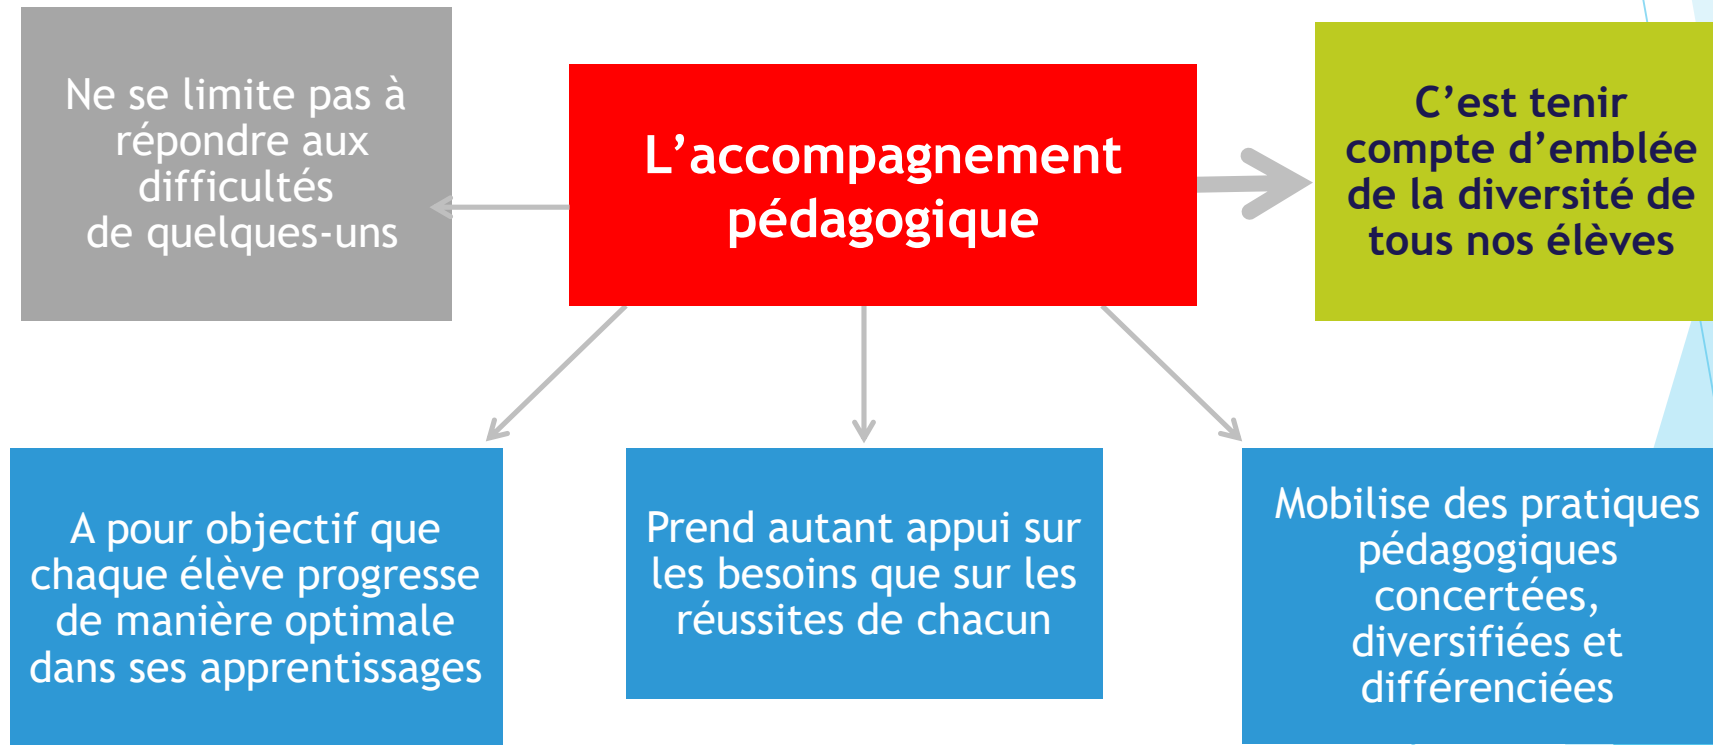 Ne se limite pas à
répondre aux
difficultés
de quelques-uns
L’accompagnement
pédagogique
C’est tenir
compte d’emblée
de la diversité de
tous nos élèves
A pour objectif que
chaque élève progresse
de manière optimale
dans ses apprentissages
Prend autant appui sur
les besoins que sur les
réussites de chacun
Mobilise des pratiques
pédagogiques
concertées,
diversifiées et
différenciées